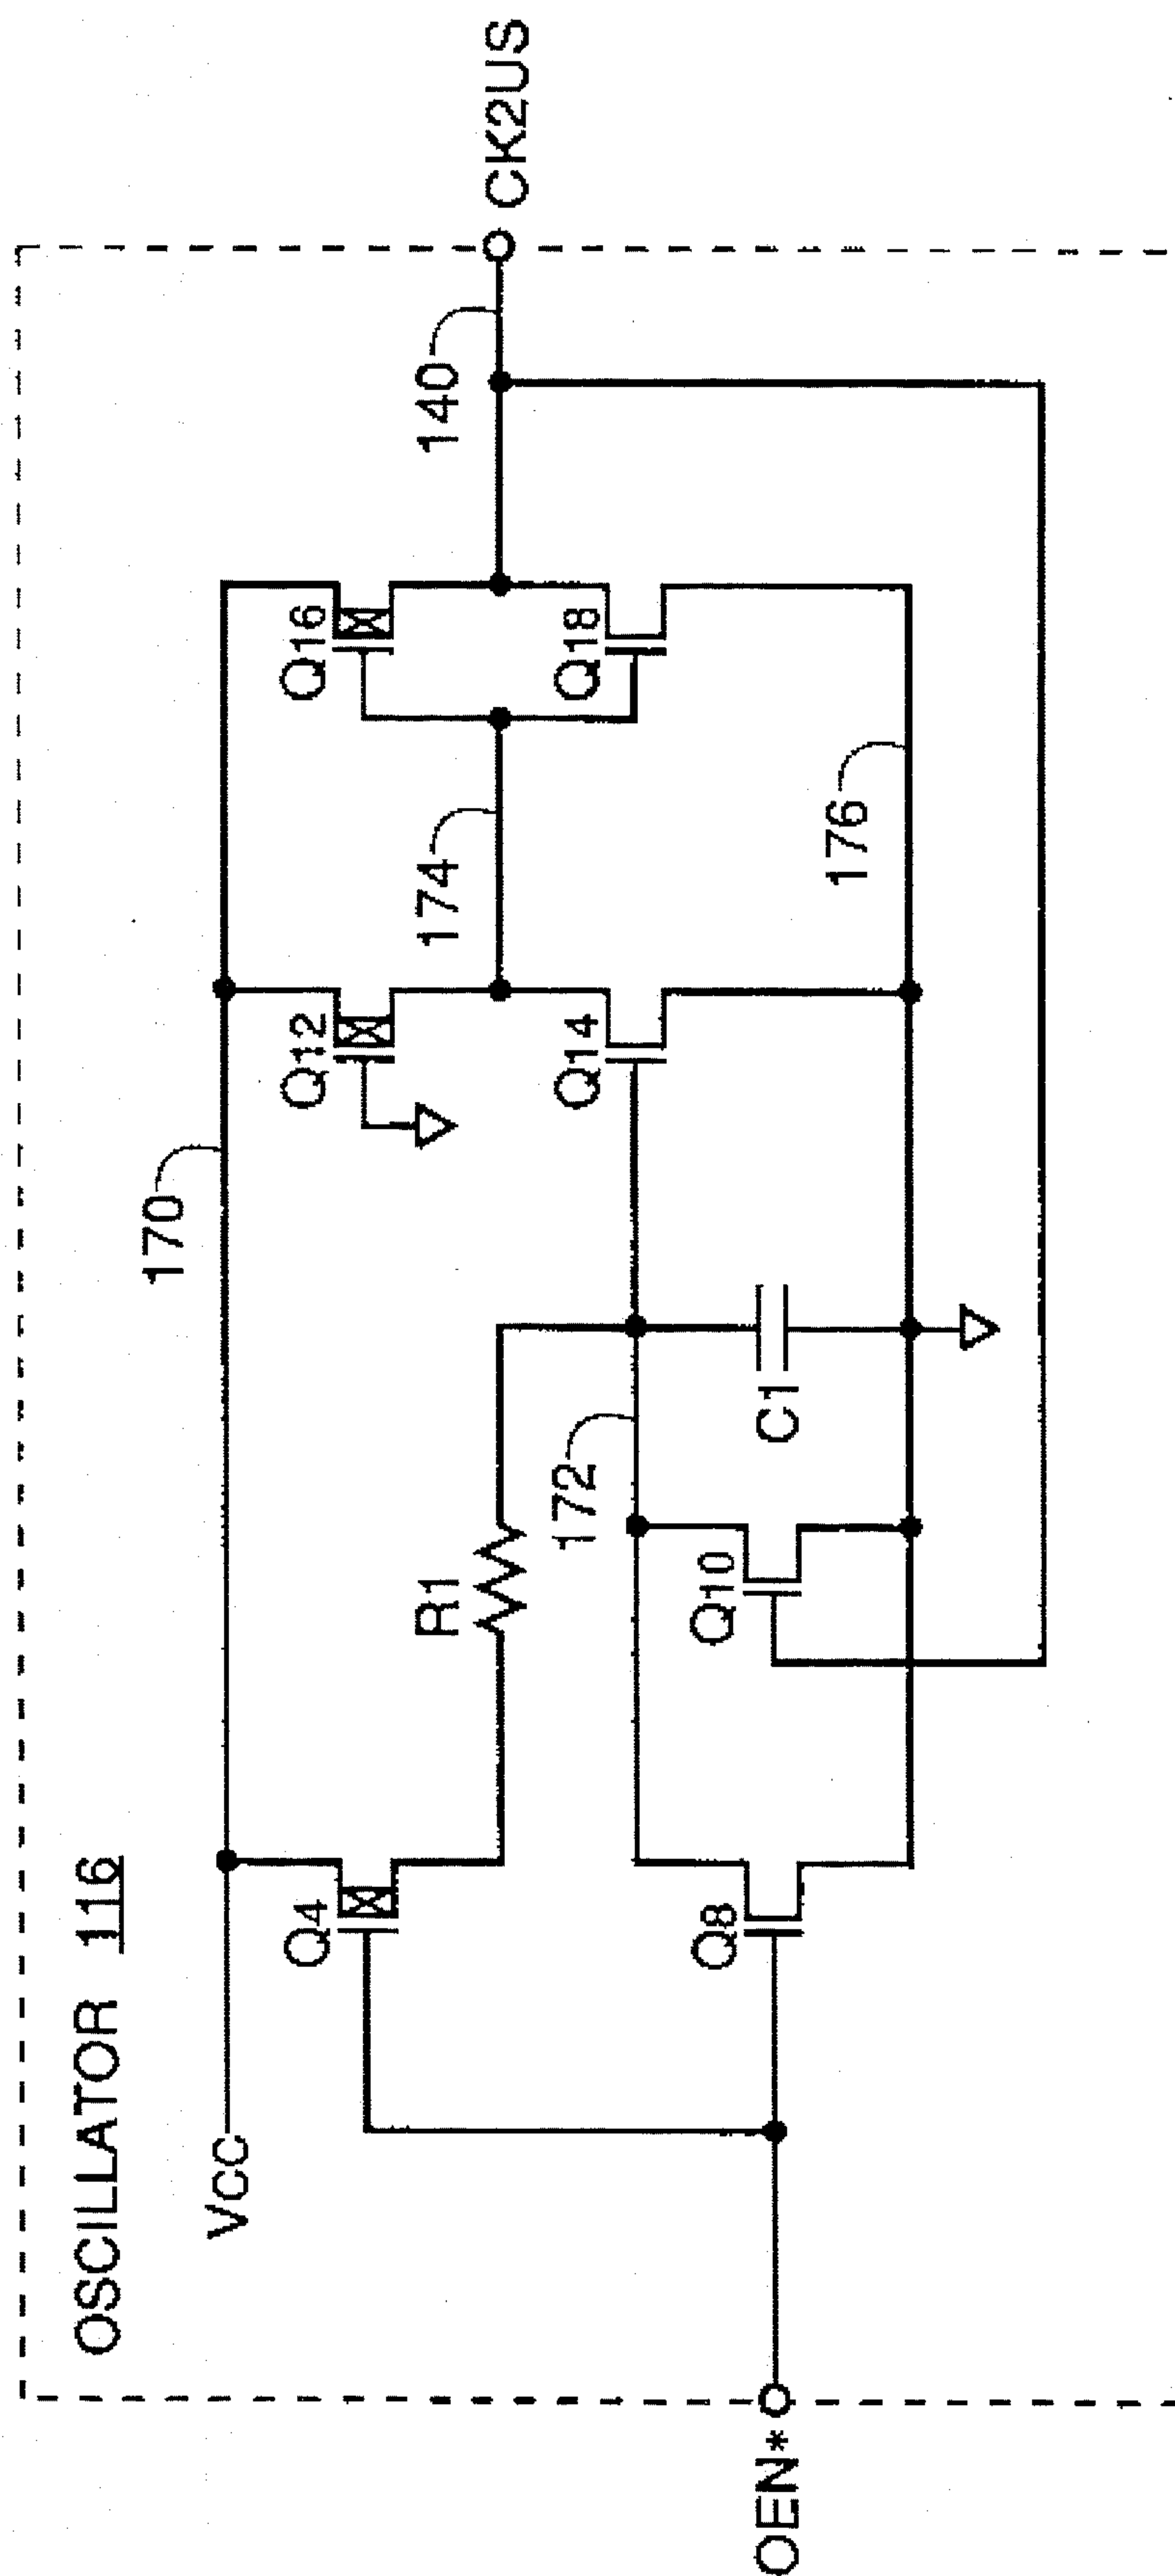 OSCILLATOR 116
VCC
170
Q4
Q12
Q16
R1
174
140
CK2US
172
Q14
Q18
OEN*
Q8
Q10
C1
176